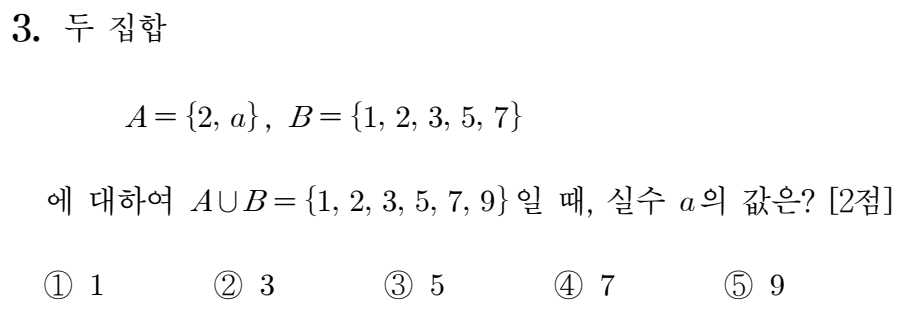 3. 두 집합
A = {2, a}, B = {1, 2, 3, 5, 7}
에 대하여 A∪B = {1, 2, 3, 5, 7, 9}일 때, 실수 a의 값은? [2점]
① 1 ② 3 ③ 5 ④ 7 ⑤ 9